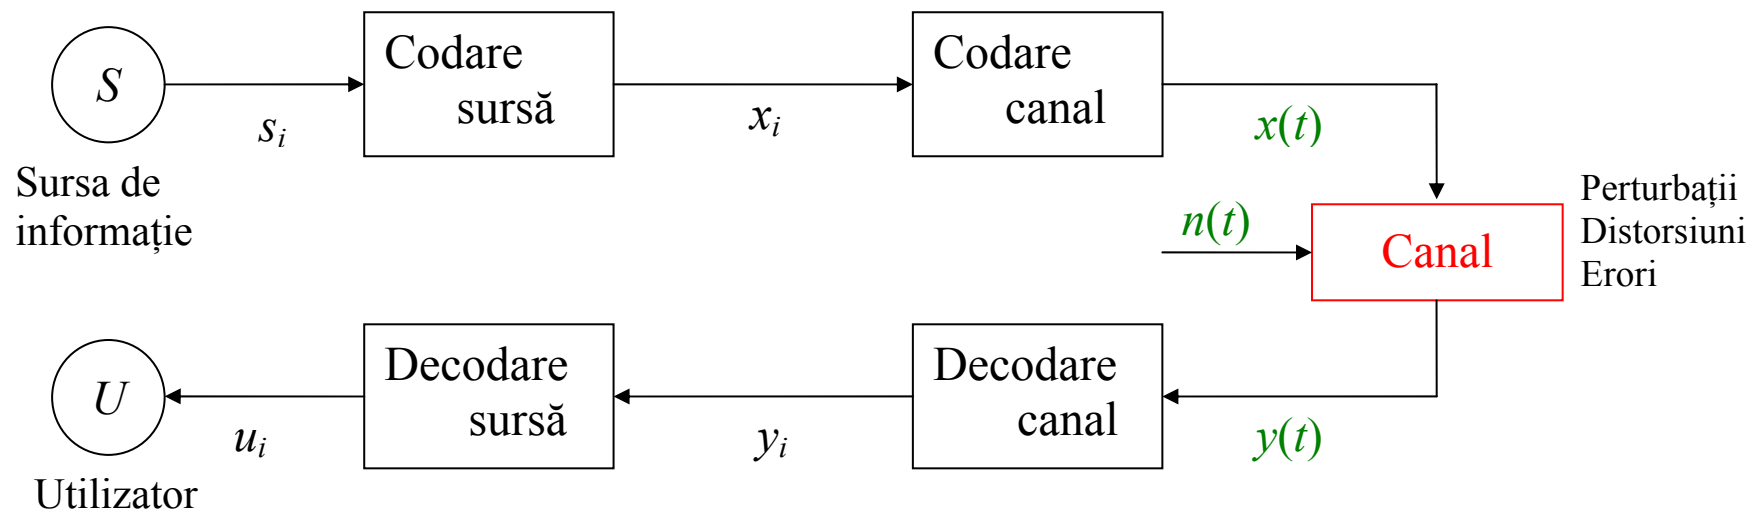 S
s_i
Sursa de
informație
Codare
sursă
x_i
Codare
canal
x(t)
n(t)
Canal
Perturbații
Distorsiuni
Erori
U
u_i
Utilizator
Decodare
sursă
y_i
Decodare
canal
y(t)